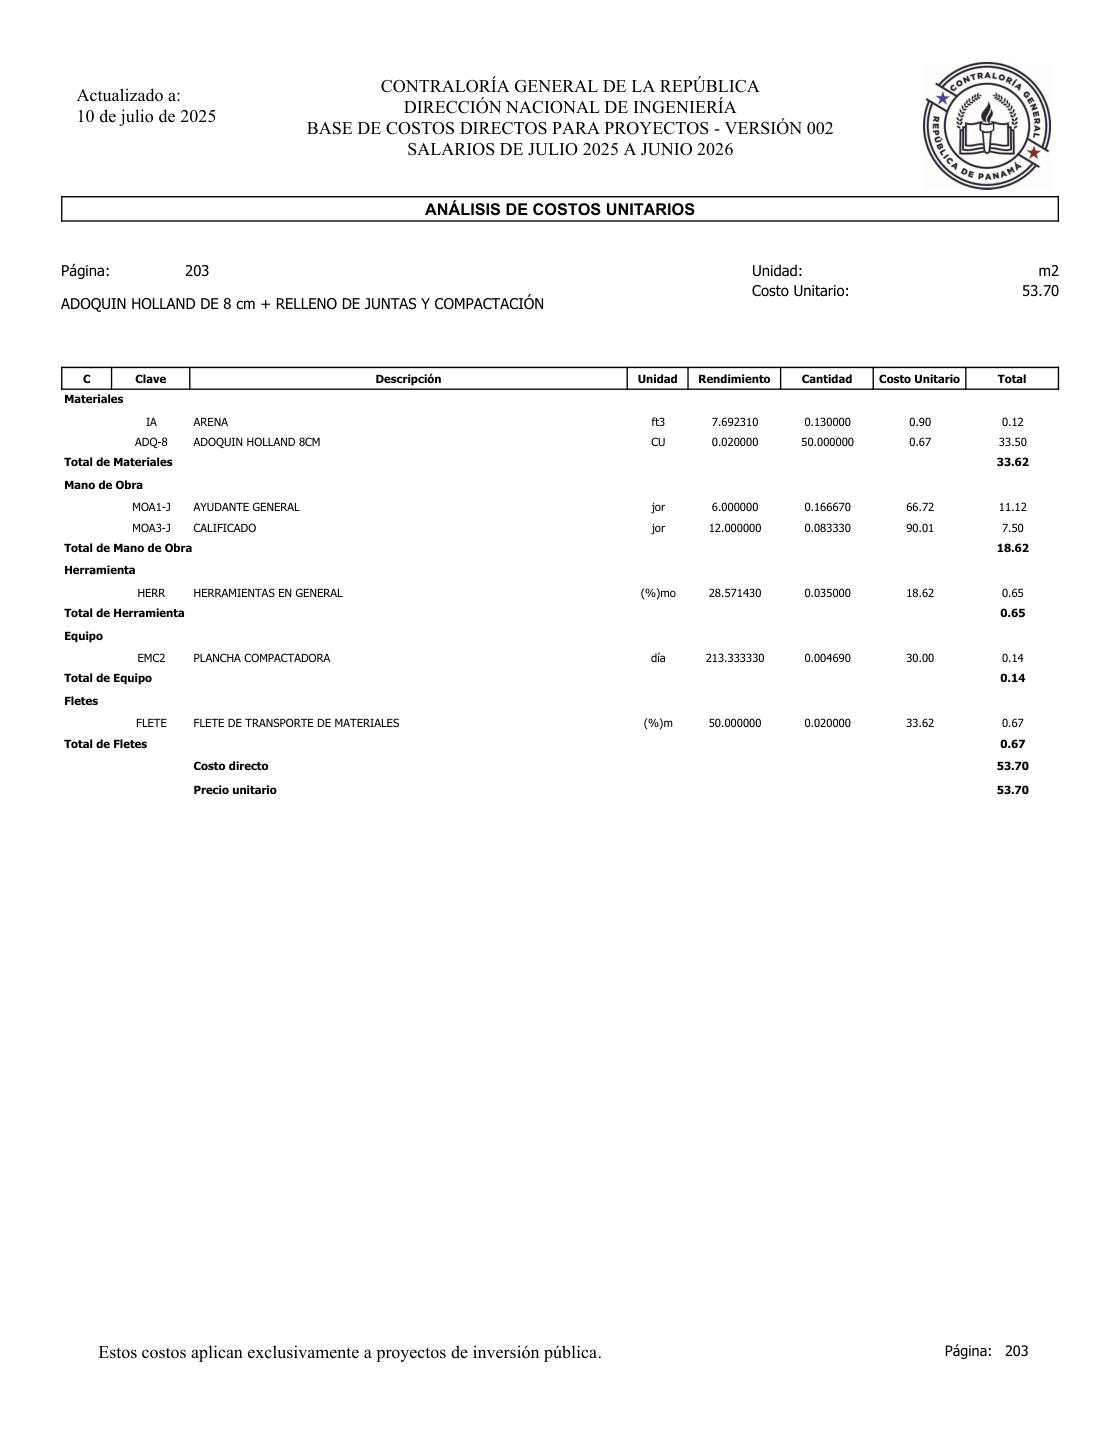 Actualizado a:
10 de julio de 2025
CONTRALORÍA GENERAL DE LA REPÚBLICA
DIRECCIÓN NACIONAL DE INGENIERÍA
BASE DE COSTOS DIRECTOS PARA PROYECTOS - VERSIÓN 002
SALARIOS DE JULIO 2025 A JUNIO 2026
CONTRALORÍA GENERAL
REPÚBLICA DE PANAMÁ
ANÁLISIS DE COSTOS UNITARIOS
Página: 203 Unidad: m2
Costo Unitario: 53.70
ADOQUIN HOLLAND DE 8 cm + RELLENO DE JUNTAS Y COMPACTACIÓN
C Clave Descripción Unidad Rendimiento Cantidad Costo Unitario Total
Materiales
IA ARENA ft3 7.692310 0.130000 0.90 0.12
ADQ-8 ADOQUIN HOLLAND 8CM CU 0.020000 50.000000 0.67 33.50
Total de Materiales 33.62
Mano de Obra
MOA1-J AYUDANTE GENERAL jor 6.000000 0.166670 66.72 11.12
MOA3-J CALIFICADO jor 12.000000 0.083330 90.01 7.50
Total de Mano de Obra 18.62
Herramienta
HERR HERRAMIENTAS EN GENERAL (%)mo 28.571430 0.035000 18.62 0.65
Total de Herramienta 0.65
Equipo
EMC2 PLANCHA COMPACTADORA día 213.333330 0.004690 30.00 0.14
Total de Equipo 0.14
Fletes
FLETE FLETE DE TRANSPORTE DE MATERIALES (%)m 50.000000 0.020000 33.62 0.67
Total de Fletes 0.67
Costo directo 53.70
Precio unitario 53.70
Estos costos aplican exclusivamente a proyectos de inversión pública.
Página: 203